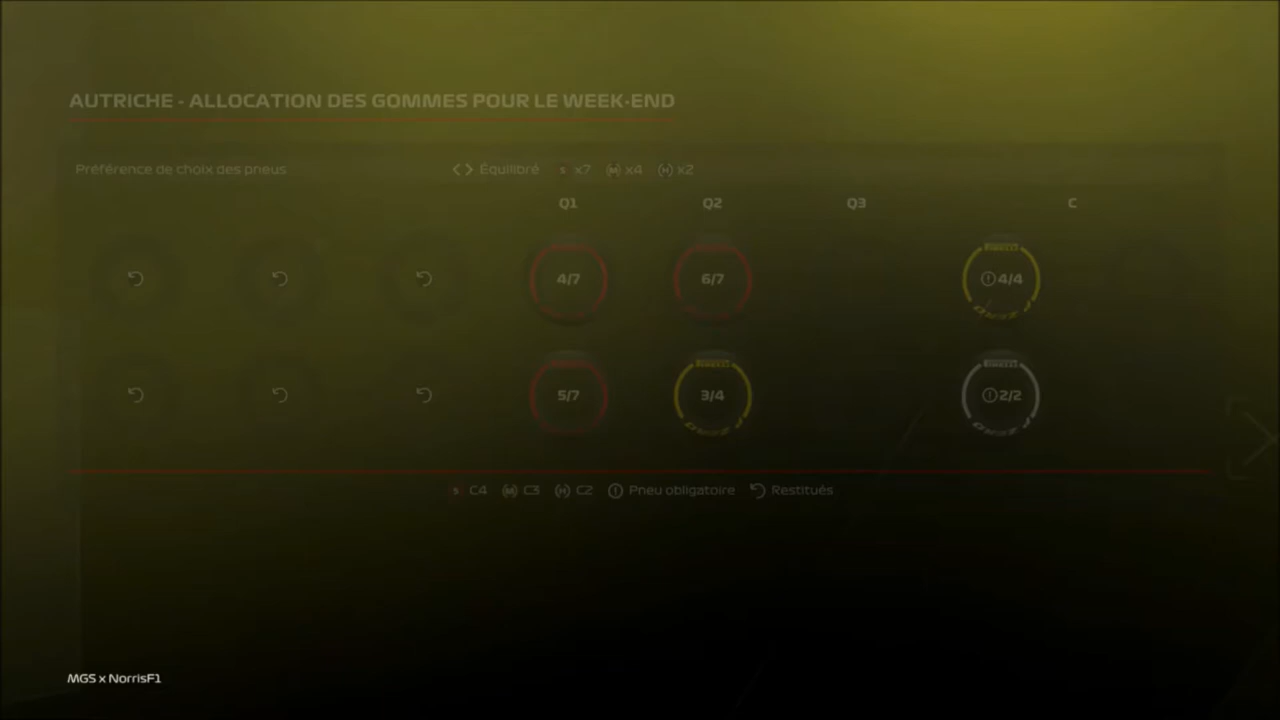 AUTRICHE - ALLOCATION DES GOMMES POUR LE WEEK-END
Préférence de choix des pneus Équilibré S x7 M x4 H x2
Q1 Q2 Q3 C
4/7 6/7 4/4
5/7 3/4 2/2
S C4 M C3 H C2 Pneu obligatoire Restitués
MGS x NorrisF1